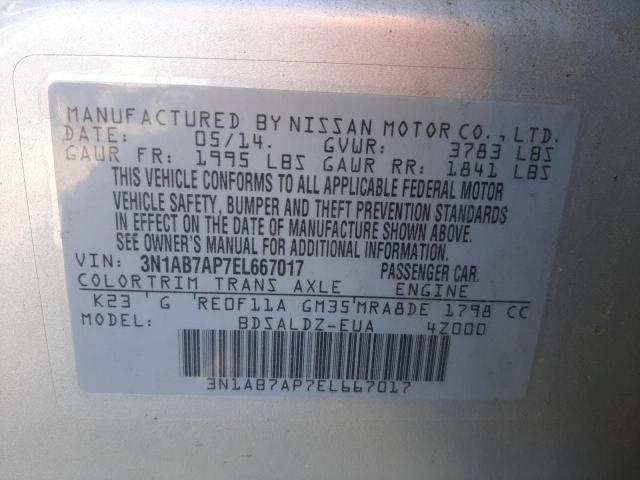 MANUFACTURED BY NISSAN MOTOR CO., LTD.
DATE: 05/14. GVWR: 3783 LBS
GAWR FR: 1995 LBS GAWR RR: 1841 LBS
THIS VEHICLE CONFORMS TO ALL APPLICABLE FEDERAL MOTOR
VEHICLE SAFETY, BUMPER AND THEFT PREVENTION STANDARDS
IN EFFECT ON THE DATE OF MANUFACTURE SHOWN ABOVE.
SEE OWNER'S MANUAL FOR ADDITIONAL INFORMATION.
VIN: 3N1AB7AP7EL667017 PASSENGER CAR.
COLOR TRIM TRANS AXLE ENGINE
K23 G RE0F11A GM35 MRA8DE 1798 CC
MODEL: BDSALDZ-EUA 4Z000
3N1AB7AP7EL667017